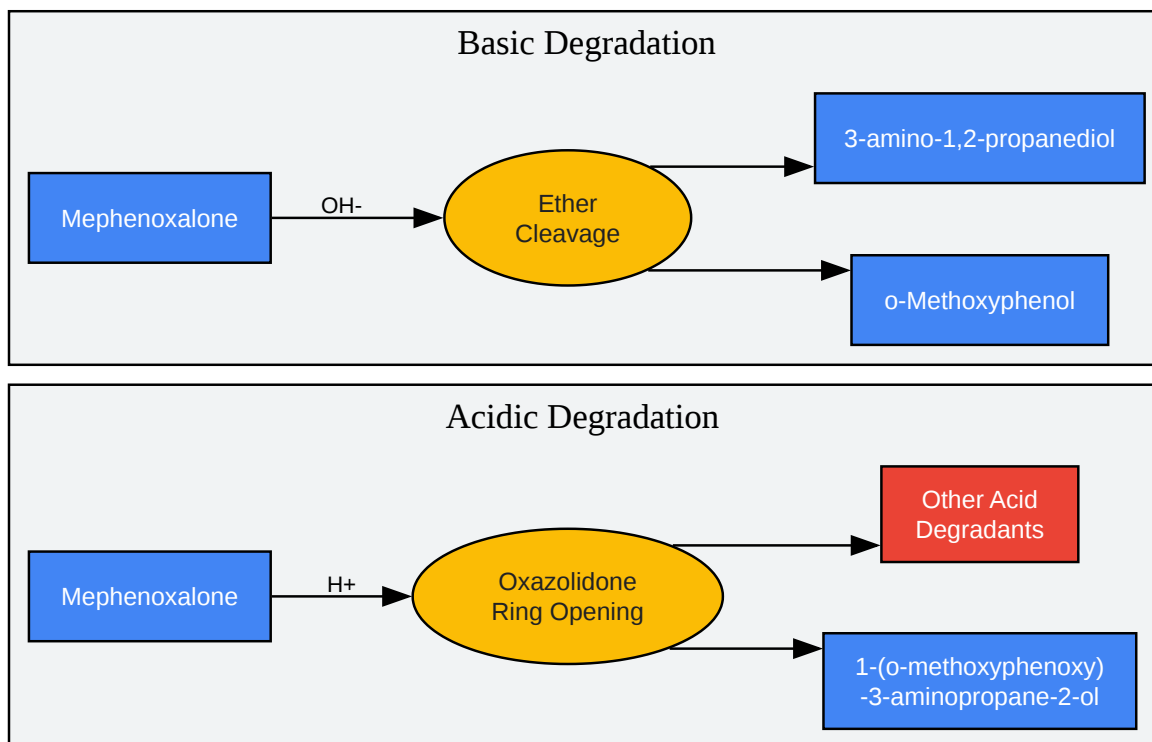 Basic Degradation
3-amino-1,2-propanediol
Mephenoxalone
OH-
Ether
Cleavage
o-Methoxyphenol
Acidic Degradation
Other Acid
Degradants
Mephenoxalone
H+
Oxazolidone
Ring Opening
1-(o-methoxyphenoxy)
-3-aminopropane-2-ol